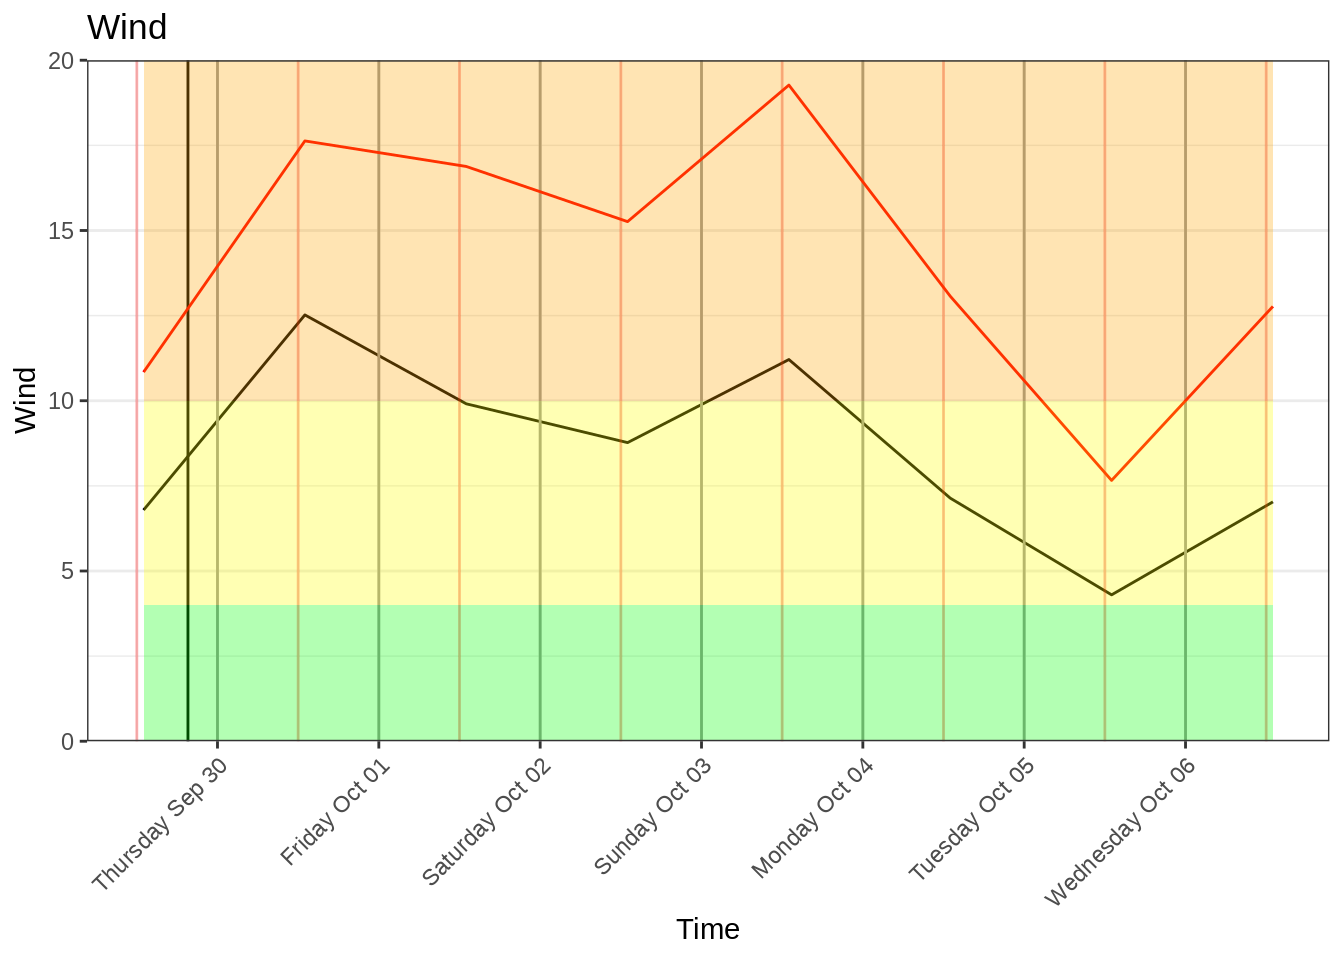 Wind
20
15
10
5
0
Wind
Thursday Sep 30
Friday Oct 01
Saturday Oct 02
Sunday Oct 03
Monday Oct 04
Tuesday Oct 05
Wednesday Oct 06
Time